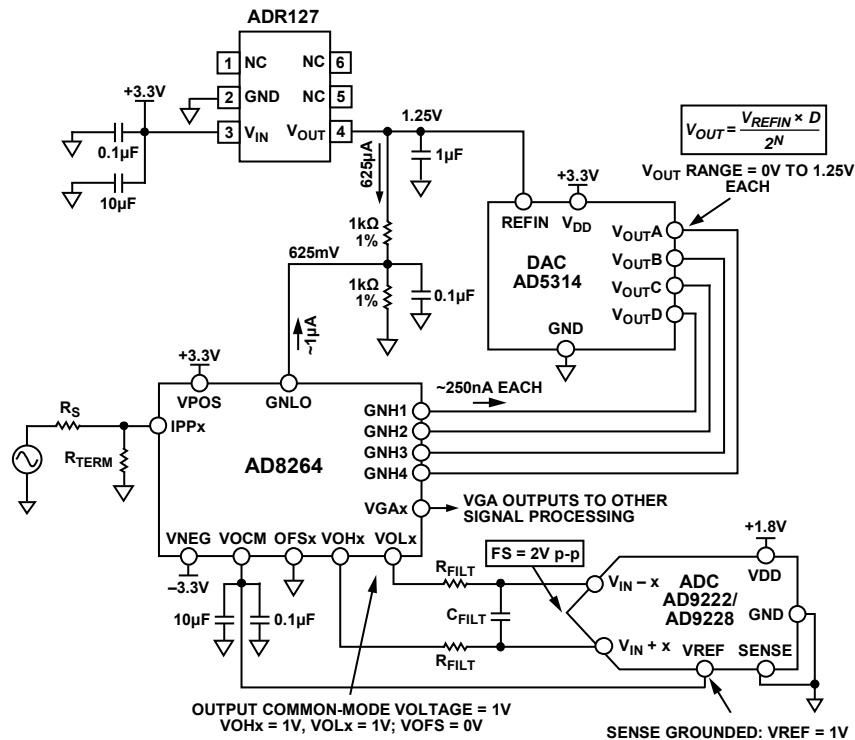 ADR127
1 NC
NC 6
2 GND
NC 5
3 VIN
VOUT 4
+3.3V
0.1µF
10µF
1.25V
1µF
625µA
1kΩ
1%
625mV
1kΩ
1%
0.1µF
~1µA
VOUT = VREFIN × D / 2^N
VOUT RANGE = 0V TO 1.25V
EACH
+3.3V
REFIN
VDD
DAC
AD5314
VOUTA
VOUTB
VOUTC
VOUTD
GND
+3.3V
VPOS
GNLO
~250nA EACH
RS
RTERM
IPPx
AD8264
GNH1
GNH2
GNH3
GNH4
VGAx
VGA OUTPUTS TO OTHER
SIGNAL PROCESSING
VNEG
VOCM
OFSx
VOHx
VOLx
–3.3V
10µF
0.1µF
FS = 2V p-p
RFILT
CFILT
RFILT
+1.8V
VDD
VIN – x
ADC
AD9222/
AD9228
GND
VIN + x
VREF
SENSE
OUTPUT COMMON-MODE VOLTAGE = 1V
VOHx = 1V, VOLx = 1V; VOFS = 0V
SENSE GROUNDED: VREF = 1V